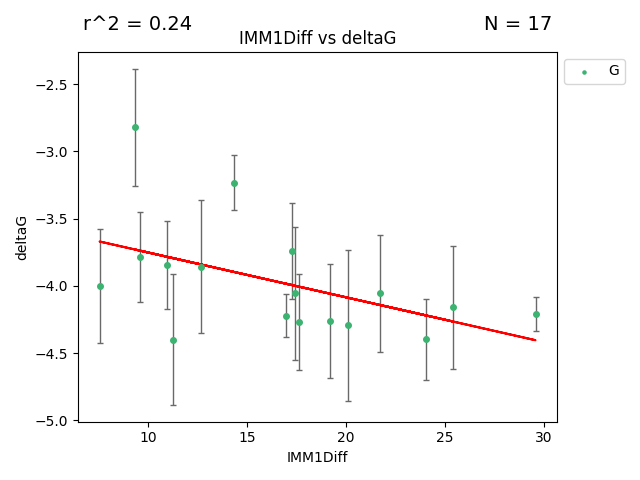 r^2 = 0.24
N = 17
IMM1Diff vs deltaG
G
deltaG
−2.5
−3.0
−3.5
−4.0
−4.5
−5.0
10 15 20 25 30
IMM1Diff